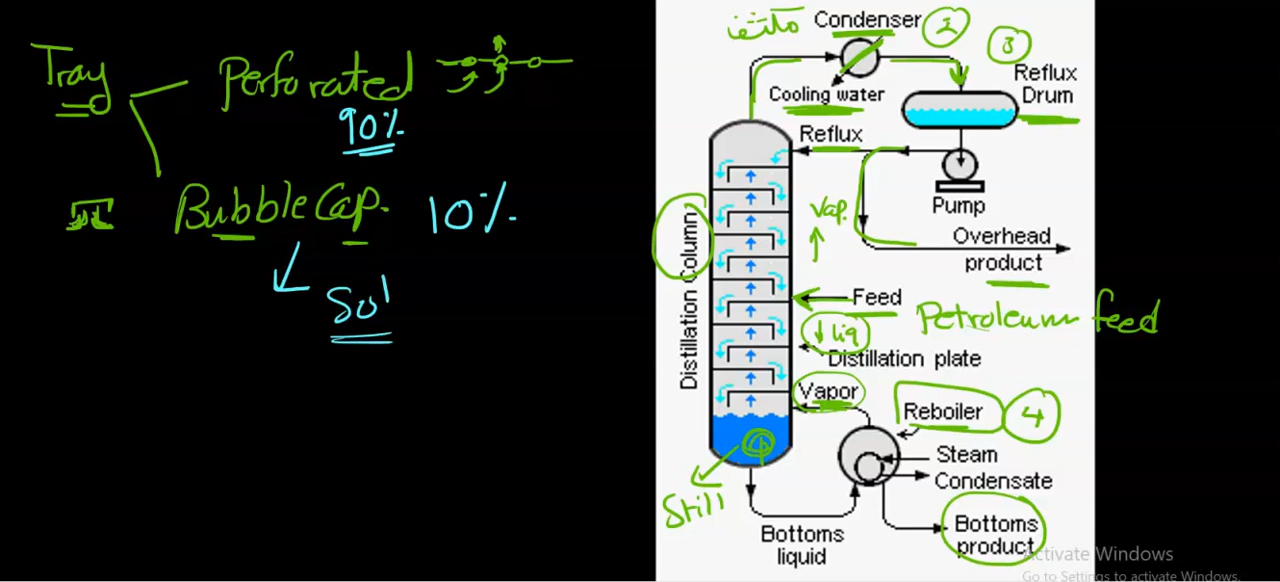 Tray
Perforated
90%
Bubble Cap.
10%
Sol
Condenser
2
3
Cooling water
Reflux
Drum
Reflux
Pump
Vap.
Overhead
product
Distillation Column
Feed
Petroleum feed
↓ liq
Distillation plate
Vapor
Reboiler
4
Steam
Condensate
Still
Bottoms
liquid
Bottoms
product
Activate Windows
Go to Settings to activate Windows.